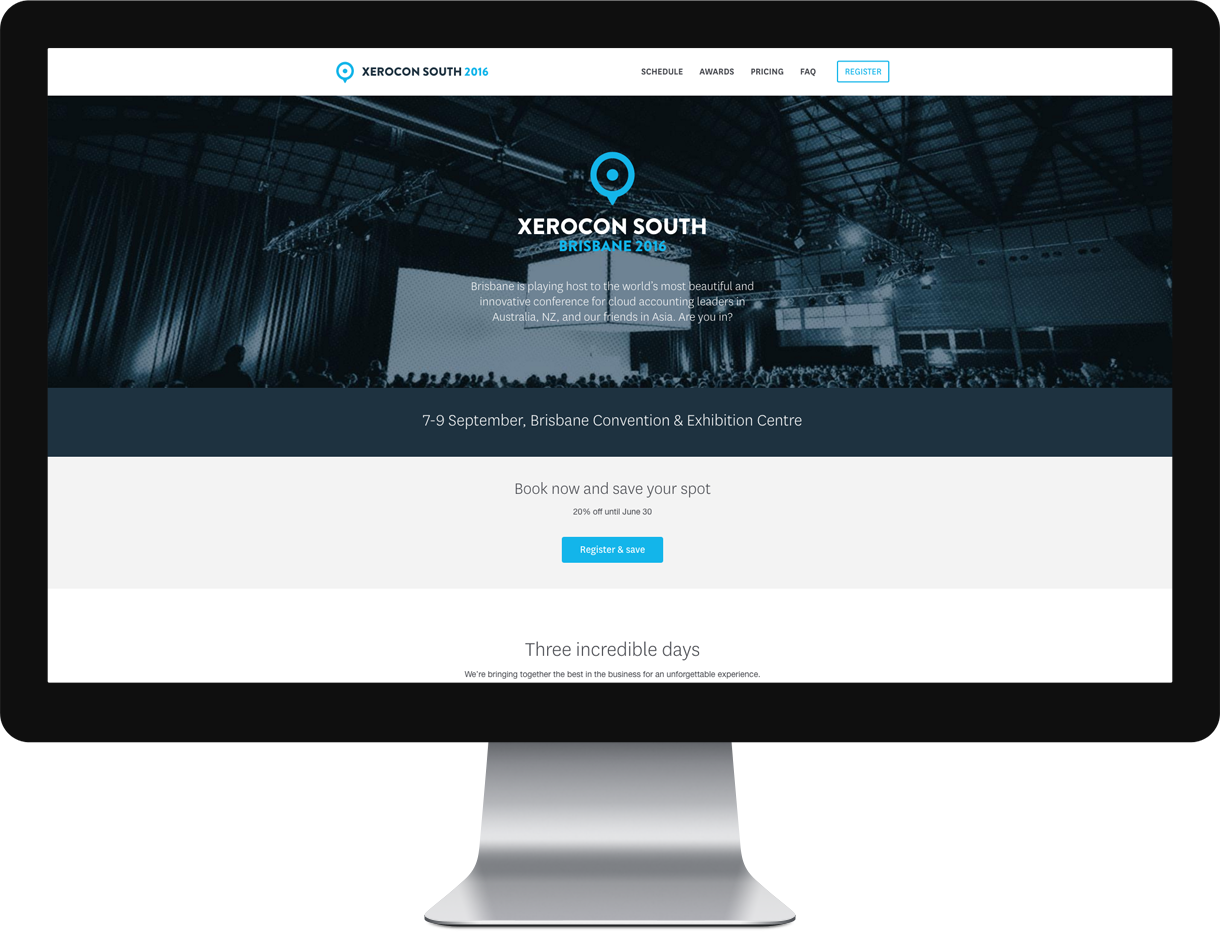 XEROCON SOUTH 2016
SCHEDULE AWARDS PRICING FAQ REGISTER
XEROCON SOUTH
BRISBANE 2016
Brisbane is playing host to the world's most beautiful and
innovative conference for cloud accounting leaders in
Australia, NZ, and our friends in Asia. Are you in?
7-9 September, Brisbane Convention & Exhibition Centre
Book now and save your spot
20% off until June 30
Register & save
Three incredible days
We're bringing together the best in the business for an unforgettable experience.